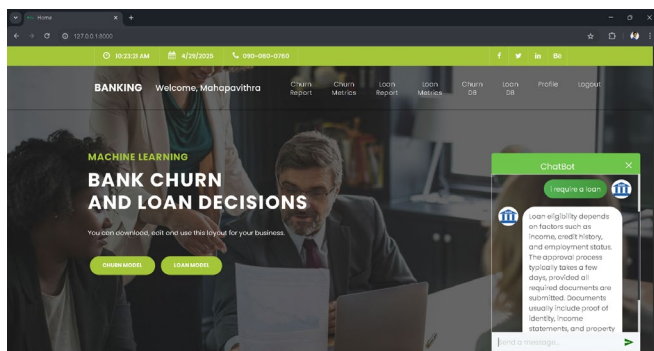 Home
127.0.0.1:8000
10:23:21 AM 4/29/2025 090-080-0760
BANKING Welcome, Mahapavithra
Churn Report
Churn Metrics
Loan Report
Loan Metrics
Churn DB
Loan DB
Profile
Logout
MACHINE LEARNING
BANK CHURN
AND LOAN DECISIONS
You can download, edit and use this layout for your business.
CHURN MODEL LOAN MODEL
ChatBot
I require a loan
Loan eligibility depends
on factors such as
income, credit history,
and employment status.
The approval process
typically takes a few
days, provided all
required documents are
submitted. Documents
usually include proof of
identity, income
statements, and property
Send a message...